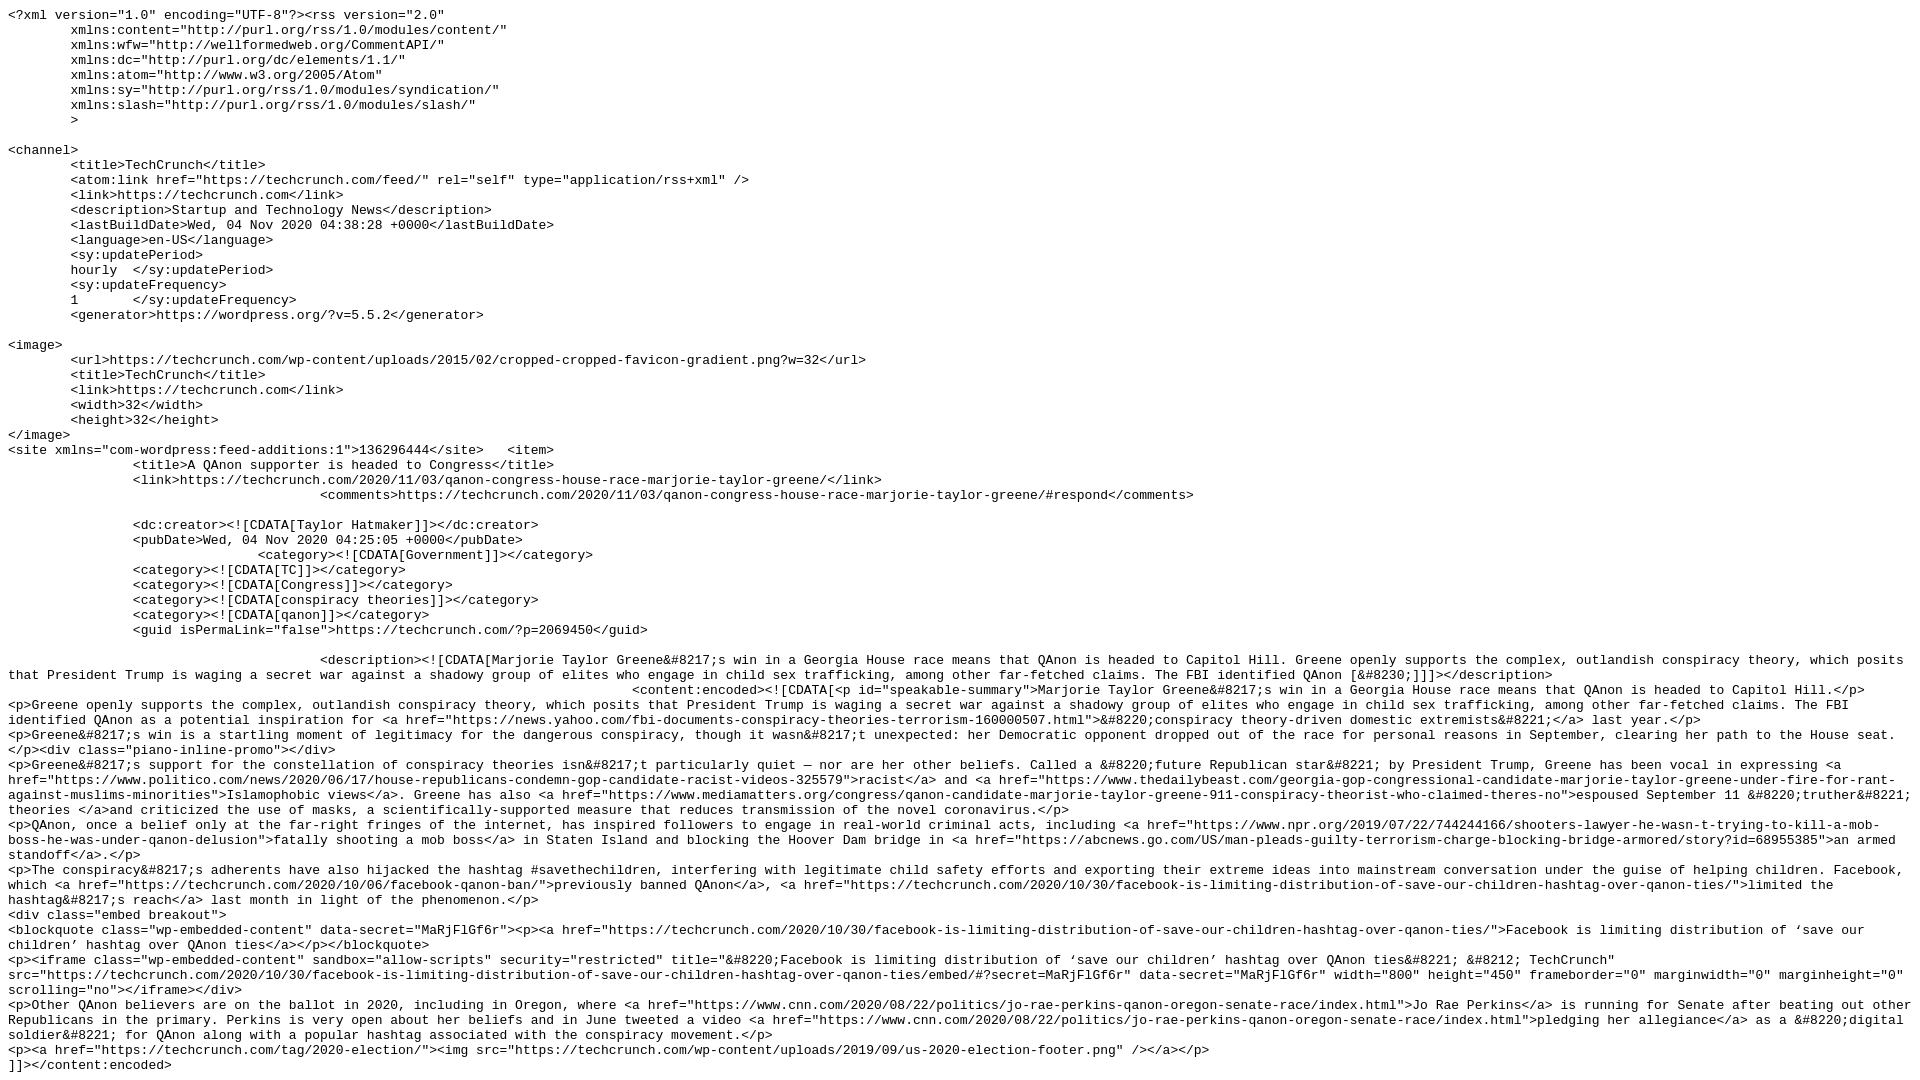 <?xml version="1.0" encoding="UTF-8"?><rss version="2.0"
xmlns:content="http://purl.org/rss/1.0/modules/content/"
xmlns:wfw="http://wellformedweb.org/CommentAPI/"
xmlns:dc="http://purl.org/dc/elements/1.1/"
xmlns:atom="http://www.w3.org/2005/Atom"
xmlns:sy="http://purl.org/rss/1.0/modules/syndication/"
xmlns:slash="http://purl.org/rss/1.0/modules/slash/"
>
<channel>
<title>TechCrunch</title>
<atom:link href="https://techcrunch.com/feed/" rel="self" type="application/rss+xml" />
<link>https://techcrunch.com</link>
<description>Startup and Technology News</description>
<lastBuildDate>Wed, 04 Nov 2020 04:38:28 +0000</lastBuildDate>
<language>en-US</language>
<sy:updatePeriod>
hourly  </sy:updatePeriod>
<sy:updateFrequency>
1       </sy:updateFrequency>
<generator>https://wordpress.org/?v=5.5.2</generator>
<image>
<url>https://techcrunch.com/wp-content/uploads/2015/02/cropped-cropped-favicon-gradient.png?w=32</url>
<title>TechCrunch</title>
<link>https://techcrunch.com</link>
<width>32</width>
<height>32</height>
</image>
<site xmlns="com-wordpress:feed-additions:1">136296444</site>   <item>
<title>A QAnon supporter is headed to Congress</title>
<link>https://techcrunch.com/2020/11/03/qanon-congress-house-race-marjorie-taylor-greene/</link>
<comments>https://techcrunch.com/2020/11/03/qanon-congress-house-race-marjorie-taylor-greene/#respond</comments>
<dc:creator><![CDATA[Taylor Hatmaker]]></dc:creator>
<pubDate>Wed, 04 Nov 2020 04:25:05 +0000</pubDate>
<category><![CDATA[Government]]></category>
<category><![CDATA[TC]]></category>
<category><![CDATA[Congress]]></category>
<category><![CDATA[conspiracy theories]]></category>
<category><![CDATA[qanon]]></category>
<guid isPermaLink="false">https://techcrunch.com/?p=2069450</guid>
<description><![CDATA[Marjorie Taylor Greene&#8217;s win in a Georgia House race means that QAnon is headed to Capitol Hill. Greene openly supports the complex, outlandish conspiracy theory, which posits
that President Trump is waging a secret war against a shadowy group of elites who engage in child sex trafficking, among other far-fetched claims. The FBI identified QAnon [&#8230;]]]></description>
<content:encoded><![CDATA[<p id="speakable-summary">Marjorie Taylor Greene&#8217;s win in a Georgia House race means that QAnon is headed to Capitol Hill.</p>
<p>Greene openly supports the complex, outlandish conspiracy theory, which posits that President Trump is waging a secret war against a shadowy group of elites who engage in child sex trafficking, among other far-fetched claims. The FBI
identified QAnon as a potential inspiration for <a href="https://news.yahoo.com/fbi-documents-conspiracy-theories-terrorism-160000507.html">&#8220;conspiracy theory-driven domestic extremists&#8221;</a> last year.</p>
<p>Greene&#8217;s win is a startling moment of legitimacy for the dangerous conspiracy, though it wasn&#8217;t unexpected: her Democratic opponent dropped out of the race for personal reasons in September, clearing her path to the House seat.
</p><div class="piano-inline-promo"></div>
<p>Greene&#8217;s support for the constellation of conspiracy theories isn&#8217;t particularly quiet — nor are her other beliefs. Called a &#8220;future Republican star&#8221; by President Trump, Greene has been vocal in expressing <a
href="https://www.politico.com/news/2020/06/17/house-republicans-condemn-gop-candidate-racist-videos-325579">racist</a> and <a href="https://www.thedailybeast.com/georgia-gop-congressional-candidate-marjorie-taylor-greene-under-fire-for-rant-
against-muslims-minorities">Islamophobic views</a>. Greene has also <a href="https://www.mediamatters.org/congress/qanon-candidate-marjorie-taylor-greene-911-conspiracy-theorist-who-claimed-theres-no">espoused September 11 &#8220;truther&#8221;
theories </a>and criticized the use of masks, a scientifically-supported measure that reduces transmission of the novel coronavirus.</p>
<p>QAnon, once a belief only at the far-right fringes of the internet, has inspired followers to engage in real-world criminal acts, including <a href="https://www.npr.org/2019/07/22/744244166/shooters-lawyer-he-wasn-t-trying-to-kill-a-mob-
boss-he-was-under-qanon-delusion">fatally shooting a mob boss</a> in Staten Island and blocking the Hoover Dam bridge in <a href="https://abcnews.go.com/US/man-pleads-guilty-terrorism-charge-blocking-bridge-armored/story?id=68955385">an armed
standoff</a>.</p>
<p>The conspiracy&#8217;s adherents have also hijacked the hashtag #savethechildren, interfering with legitimate child safety efforts and exporting their extreme ideas into mainstream conversation under the guise of helping children. Facebook,
which <a href="https://techcrunch.com/2020/10/06/facebook-qanon-ban/">previously banned QAnon</a>, <a href="https://techcrunch.com/2020/10/30/facebook-is-limiting-distribution-of-save-our-children-hashtag-over-qanon-ties/">limited the
hashtag&#8217;s reach</a> last month in light of the phenomenon.</p>
<div class="embed breakout">
<blockquote class="wp-embedded-content" data-secret="MaRjFlGf6r"><p><a href="https://techcrunch.com/2020/10/30/facebook-is-limiting-distribution-of-save-our-children-hashtag-over-qanon-ties/">Facebook is limiting distribution of ‘save our
children’ hashtag over QAnon ties</a></p></blockquote>
<p><iframe class="wp-embedded-content" sandbox="allow-scripts" security="restricted" title="&#8220;Facebook is limiting distribution of ‘save our children’ hashtag over QAnon ties&#8221; &#8212; TechCrunch"
src="https://techcrunch.com/2020/10/30/facebook-is-limiting-distribution-of-save-our-children-hashtag-over-qanon-ties/embed/#?secret=MaRjFlGf6r" data-secret="MaRjFlGf6r" width="800" height="450" frameborder="0" marginwidth="0" marginheight="0"
scrolling="no"></iframe></div>
<p>Other QAnon believers are on the ballot in 2020, including in Oregon, where <a href="https://www.cnn.com/2020/08/22/politics/jo-rae-perkins-qanon-oregon-senate-race/index.html">Jo Rae Perkins</a> is running for Senate after beating out other
Republicans in the primary. Perkins is very open about her beliefs and in June tweeted a video <a href="https://www.cnn.com/2020/08/22/politics/jo-rae-perkins-qanon-oregon-senate-race/index.html">pledging her allegiance</a> as a &#8220;digital
soldier&#8221; for QAnon along with a popular hashtag associated with the conspiracy movement.</p>
<p><a href="https://techcrunch.com/tag/2020-election/"><img src="https://techcrunch.com/wp-content/uploads/2019/09/us-2020-election-footer.png" /></a></p>
]]></content:encoded>